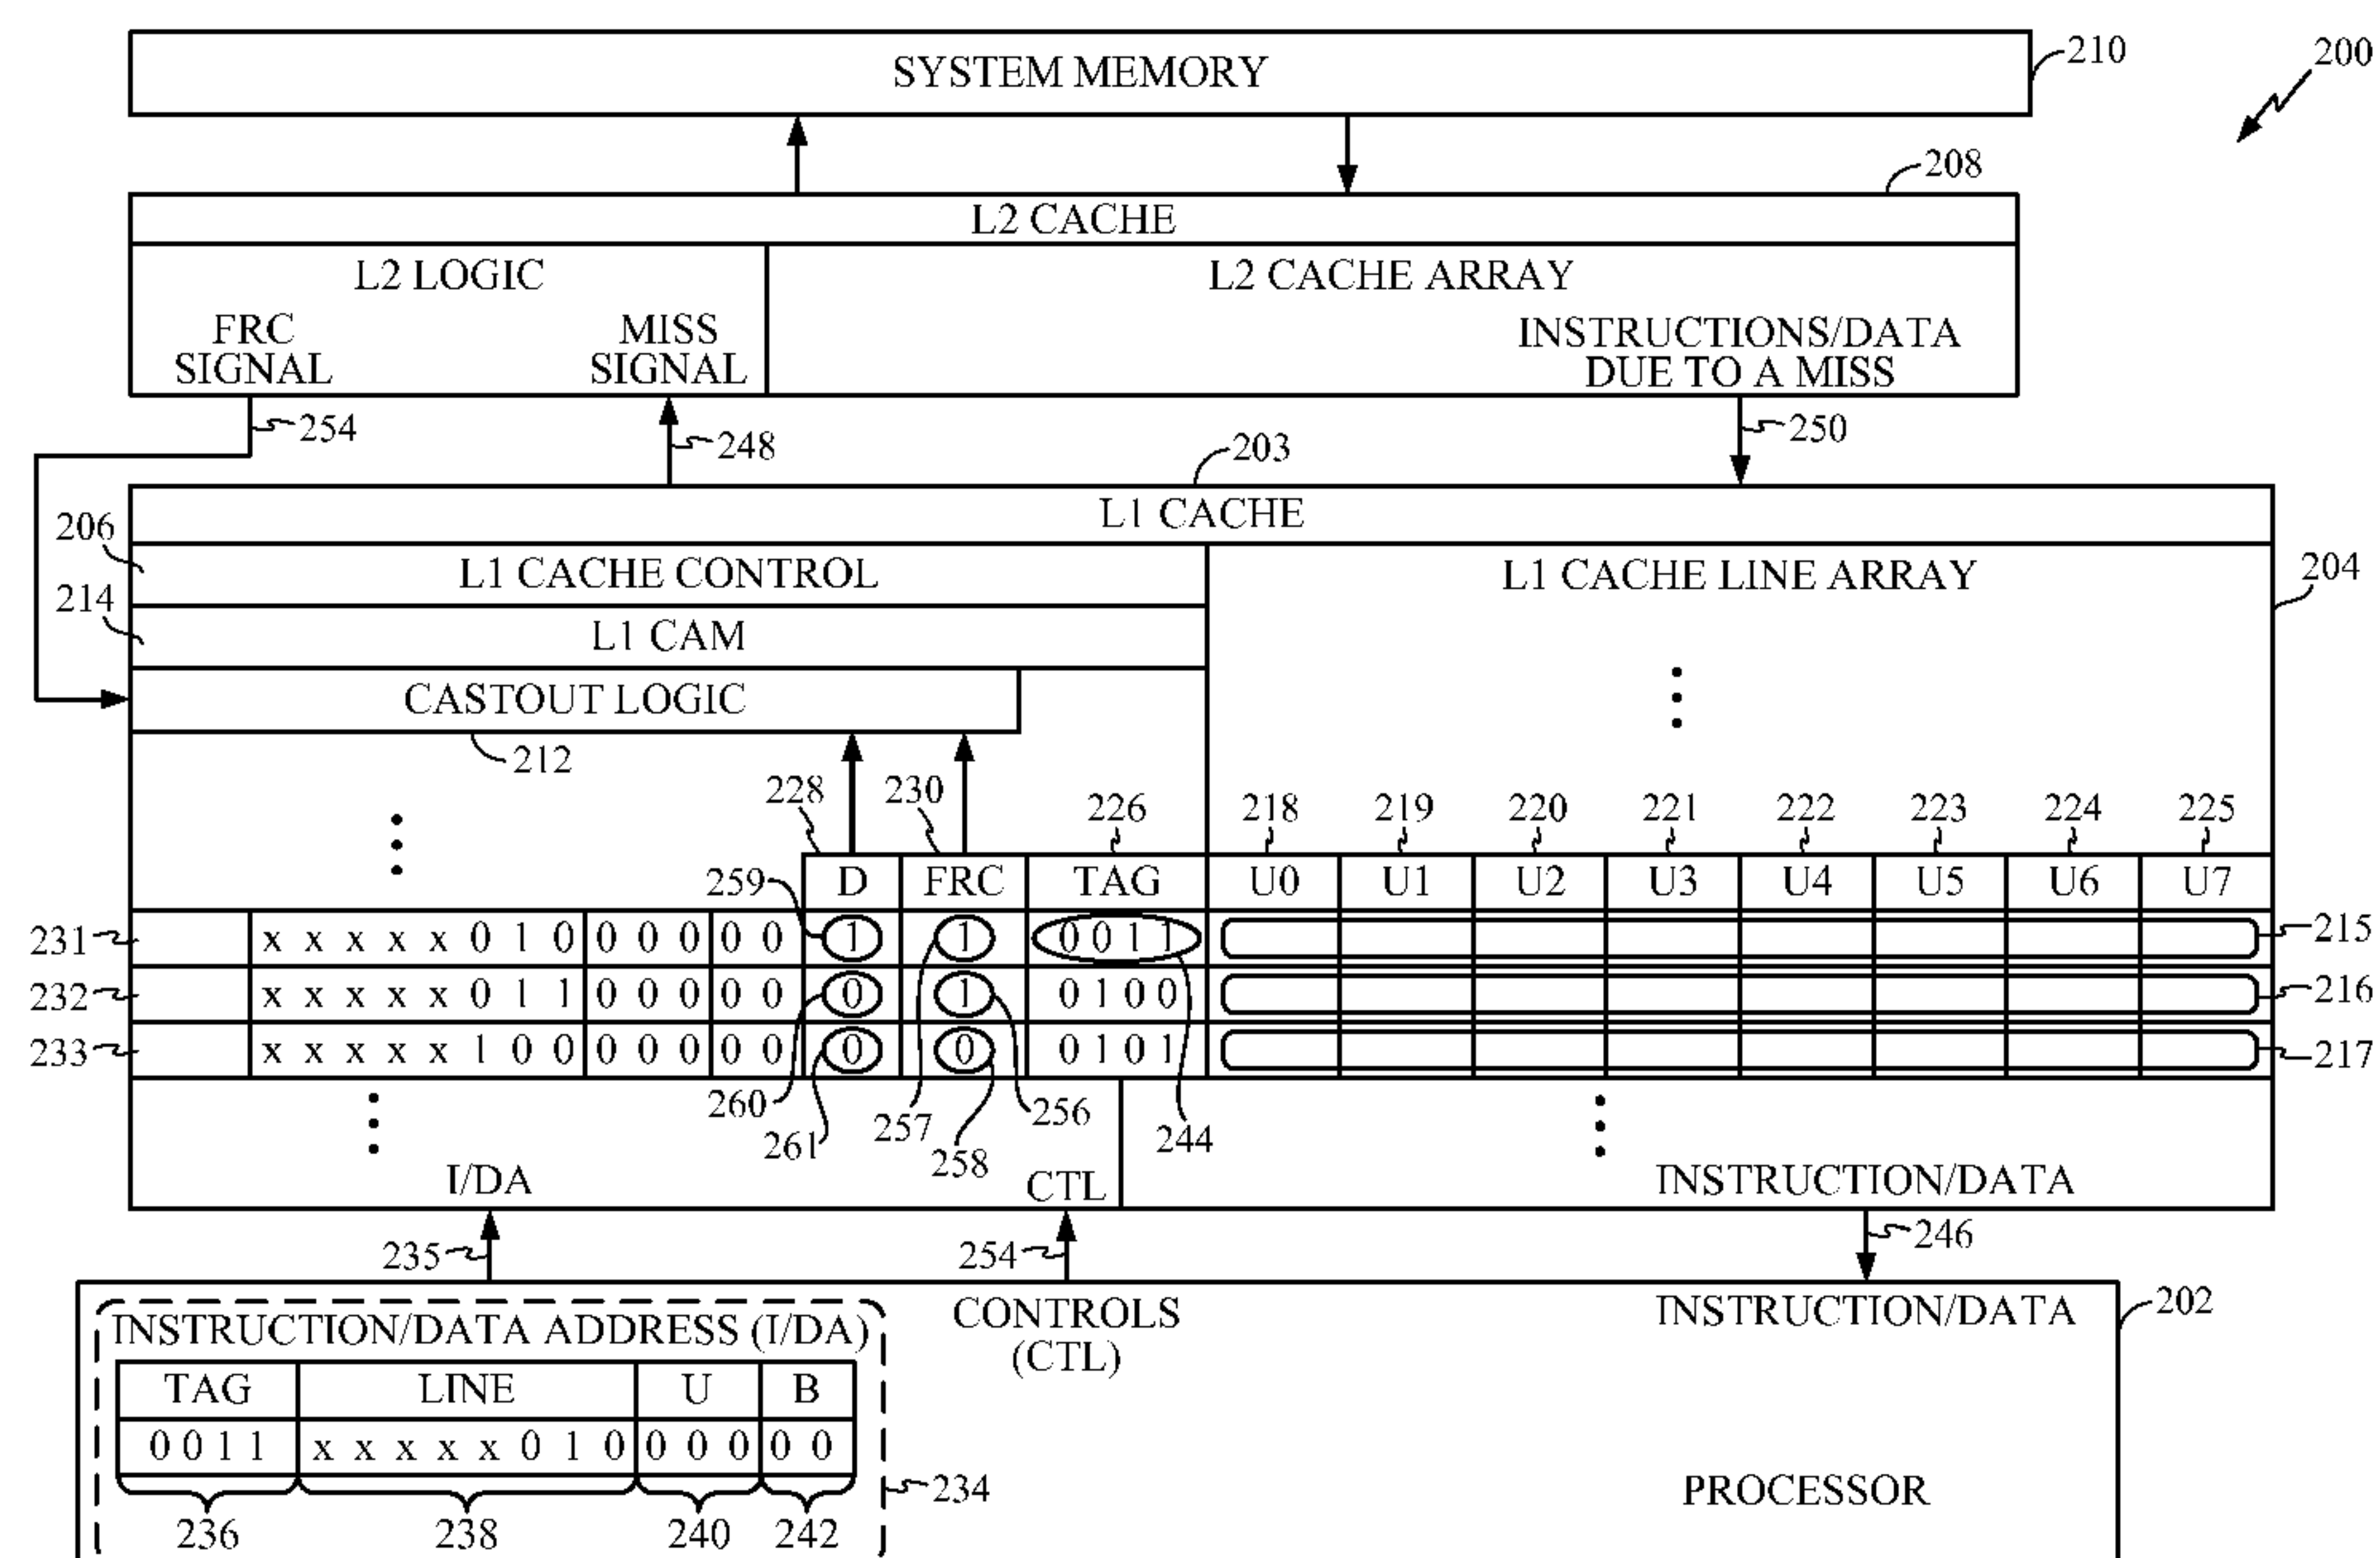 SYSTEM MEMORY
210
200
208
L2 CACHE
L2 LOGIC
L2 CACHE ARRAY
FRC
SIGNAL
MISS
SIGNAL
INSTRUCTIONS/DATA
DUE TO A MISS
254
248
203
250
L1 CACHE
206
L1 CACHE CONTROL
L1 CACHE LINE ARRAY
204
214
L1 CAM
CASTOUT LOGIC
212
228 230 226 218 219 220 221 222 223 224 225
259 D FRC TAG U0 U1 U2 U3 U4 U5 U6 U7
231 x x x x x 0 1 0 0 0 0 0 0 1 1 0 0 1 1 215
232 x x x x x 0 1 1 0 0 0 0 0 0 1 0 1 0 0 216
233 x x x x x 1 0 0 0 0 0 0 0 0 0 0 1 0 1 217
260 261 257 258 256 244
I/DA CTL INSTRUCTION/DATA
235 254 246
INSTRUCTION/DATA ADDRESS (I/DA)
CONTROLS
(CTL)
INSTRUCTION/DATA
202
TAG LINE U B
0 0 1 1 x x x x x 0 1 0 0 0 0 0 0
234
236 238 240 242
PROCESSOR